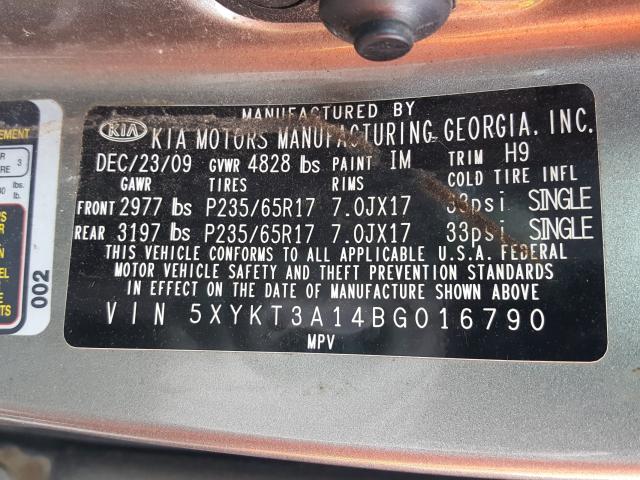 MANUFACTURED BY
KIA KIA MOTORS MANUFACTURING GEORGIA, INC.
DEC/23/09 GVWR 4828 lbs PAINT IM TRIM H9
GAWR TIRES RIMS COLD TIRE INFL
FRONT 2977 lbs P235/65R17 7.0JX17 33psi SINGLE
REAR 3197 lbs P235/65R17 7.0JX17 33psi SINGLE
THIS VEHICLE CONFORMS TO ALL APPLICABLE U.S.A. FEDERAL
MOTOR VEHICLE SAFETY AND THEFT PREVENTION STANDARDS
IN EFFECT ON THE DATE OF MANUFACTURE SHOWN ABOVE
VIN 5XYKT3A14BG016790
MPV
002